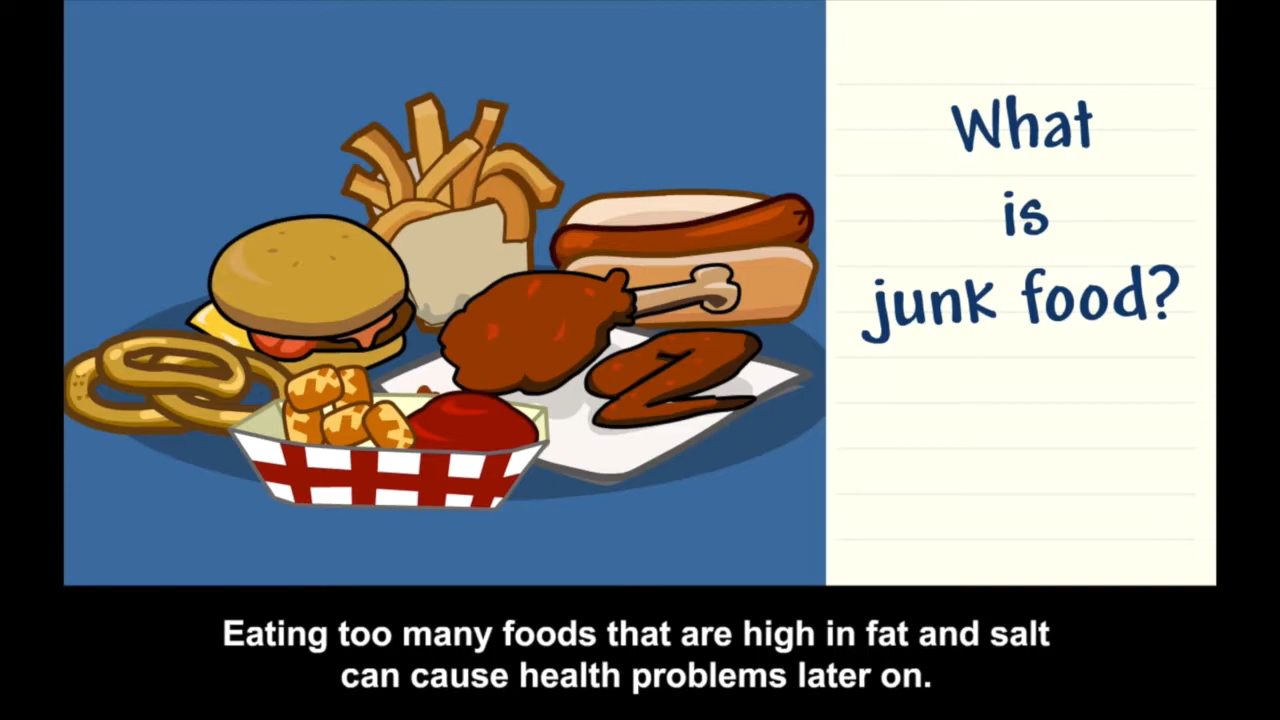 What
is
junk food?
Eating too many foods that are high in fat and salt
can cause health problems later on.